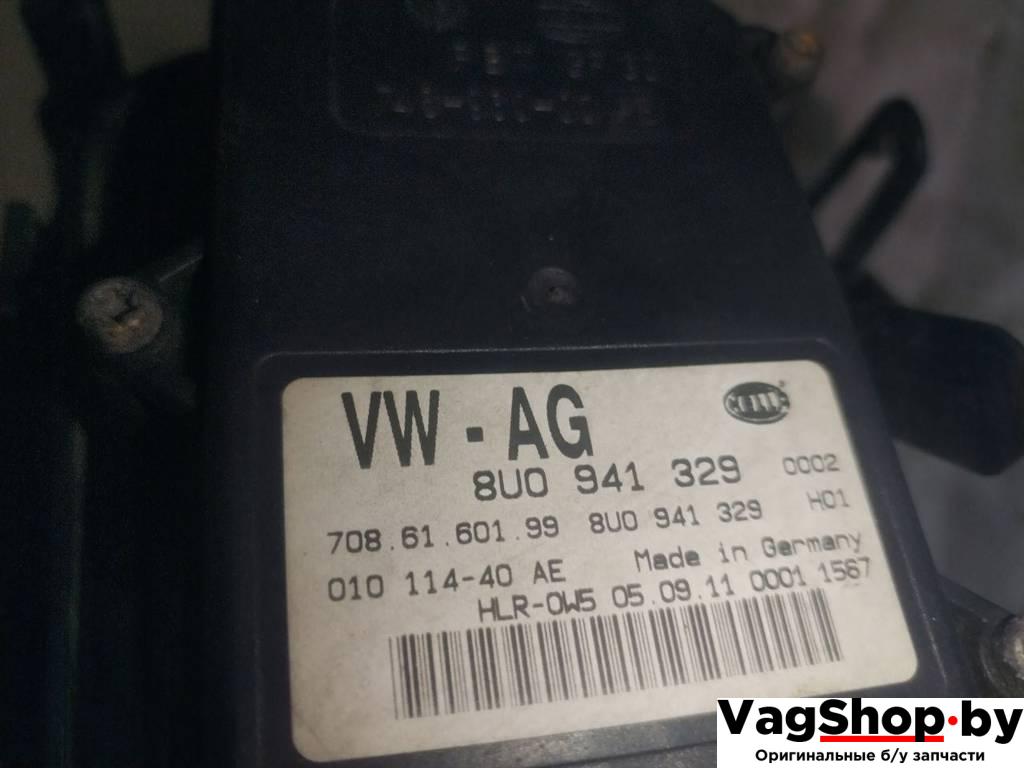 VW - AG
8U0 941 329 0002
708.61.601.99 8U0 941 329 H01
010 114-40 AE Made in Germany
HLR-0W5 05.09.11 0001 1567
VagShop.by
Оригинальные б/у запчасти